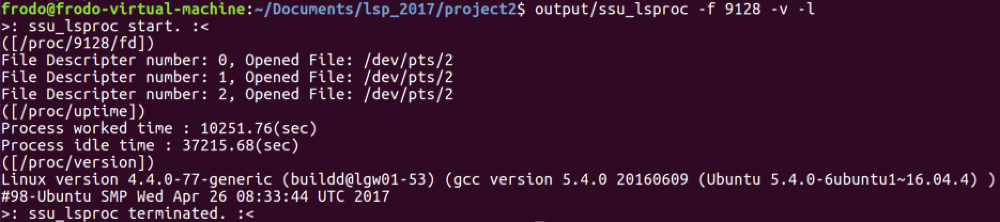 frodo@frodo-virtual-machine:~/Documents/lsp_2017/project2$ output/ssu_lsproc -f 9128 -v -l
>: ssu_lsproc start. :<
([/proc/9128/fd])
File Descripter number: 0, Opened File: /dev/pts/2
File Descripter number: 1, Opened File: /dev/pts/2
File Descripter number: 2, Opened File: /dev/pts/2
([/proc/uptime])
Process worked time : 10251.76(sec)
Process idle time : 37215.68(sec)
([/proc/version])
Linux version 4.4.0-77-generic (buildd@lgw01-53) (gcc version 5.4.0 20160609 (Ubuntu 5.4.0-6ubuntu1~16.04.4) )
#98-Ubuntu SMP Wed Apr 26 08:33:44 UTC 2017
>: ssu_lsproc terminated. :<